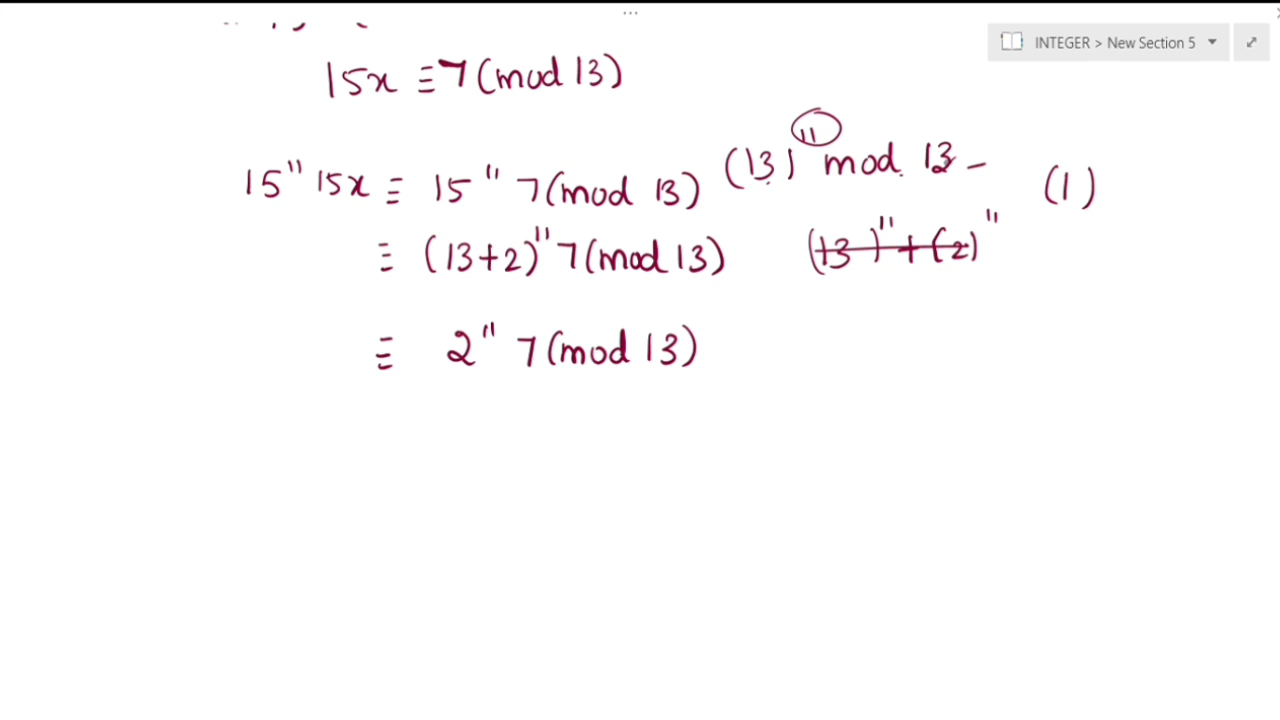 INTEGER > New Section 5
15x ≡ 7 (mod 13)
15¹¹ 15x ≡ 15¹¹ 7 (mod 13) (13)¹¹ mod 13 - (1)
≡ (13+2)¹¹ 7 (mod 13) (13)¹¹ + (2)¹¹
≡ 2¹¹ 7 (mod 13)